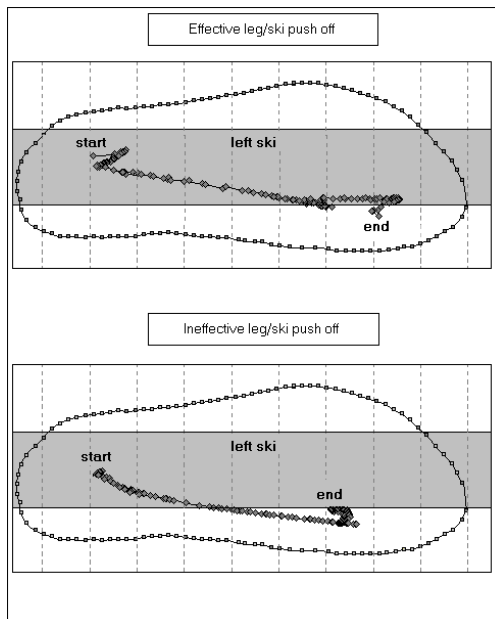 Effective leg/ski push off
start
left ski
end
Ineffective leg/ski push off
left ski
start
end